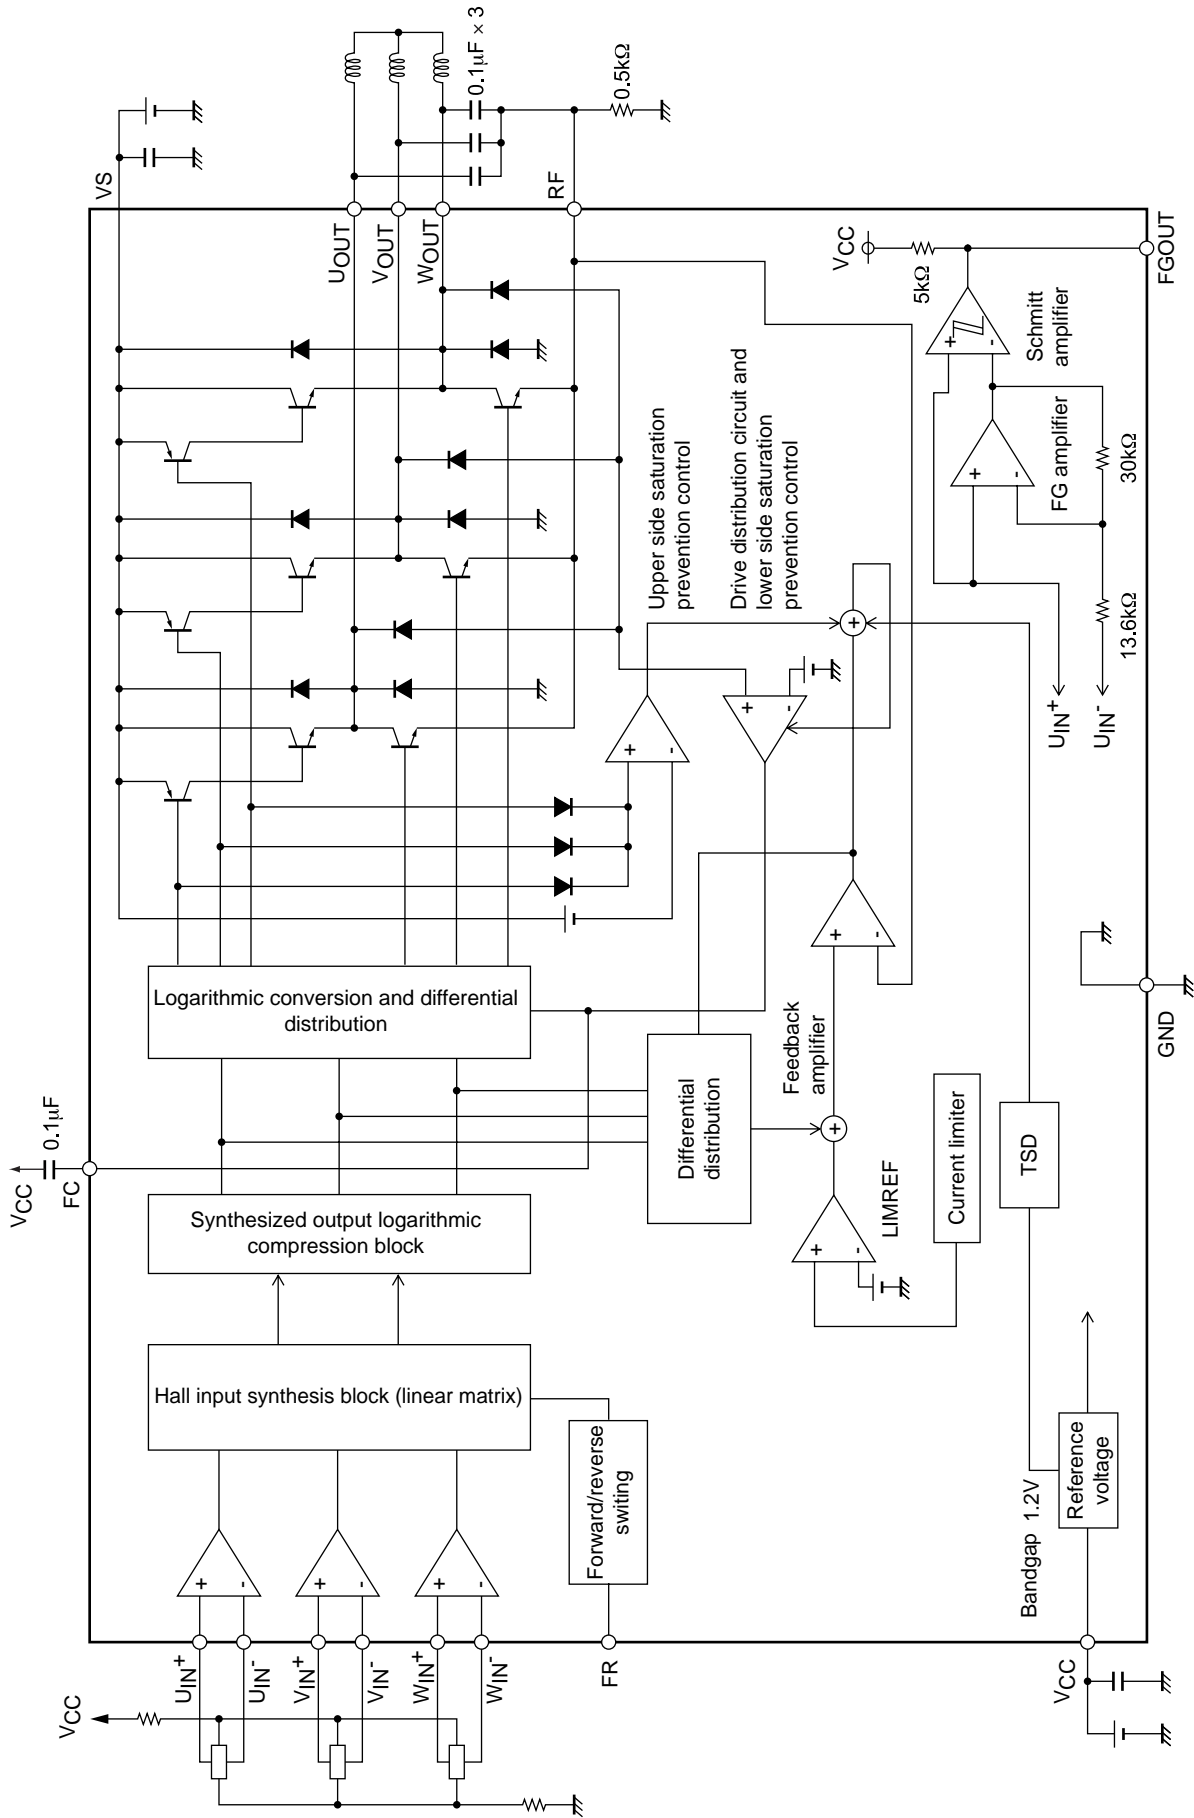 VS
0.1μF × 3
0.5kΩ
RF
UOUT
VOUT
WOUT
VCC
5kΩ
FGOUT
Schmitt
amplifier
+
-
FG amplifier
+
-
30kΩ
13.6kΩ
UIN+
UIN-
Upper side saturation
prevention control
Drive distribution circuit and
lower side saturation
prevention control
+
+
-
+
-
Logarithmic conversion and differential
distribution
Differential
distribution
Feedback
amplifier
+
-
+
GND
VCC
0.1μF
FC
Synthesized output logarithmic
compression block
LIMREF
+
-
Current limiter
TSD
Hall input synthesis block (linear matrix)
Forward/reverse
switing
Bandgap 1.2V
Reference
voltage
+
-
+
-
+
-
UIN+
UIN-
VIN+
VIN-
WIN+
WIN-
FR
VCC
VCC